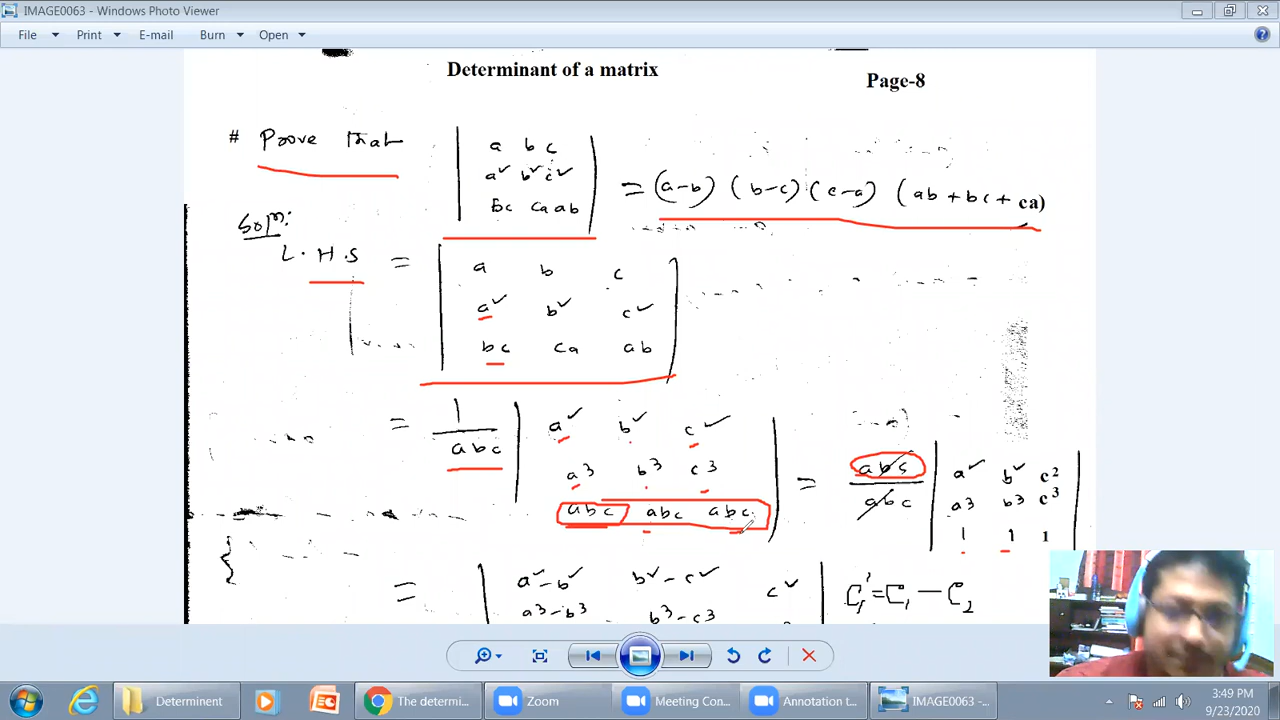 IMAGE0063 - Windows Photo Viewer
File Print E-mail Burn Open
Determinant of a matrix
Page-8
# Prove that | a b c | = (a-b) (b-c) (c-a) (ab+bc+ca)
a² b² c²
bc ca ab
Solⁿ:
L.H.S = | a b c |
a² b² c²
bc ca ab
= 1/abc | a² b² c² | = abc/abc | a² b² c2 |
a3 b3 c3 a3 b3 c3
abc abc abc 1 1 1
= | a²-b² b²-c² c² | C₁'=C₁-C₂
a3-b3 b3-c3
Determinent
The determi...
Zoom
Meeting Con...
Annotation t...
IMAGE0063 -...
3:49 PM
9/23/2020